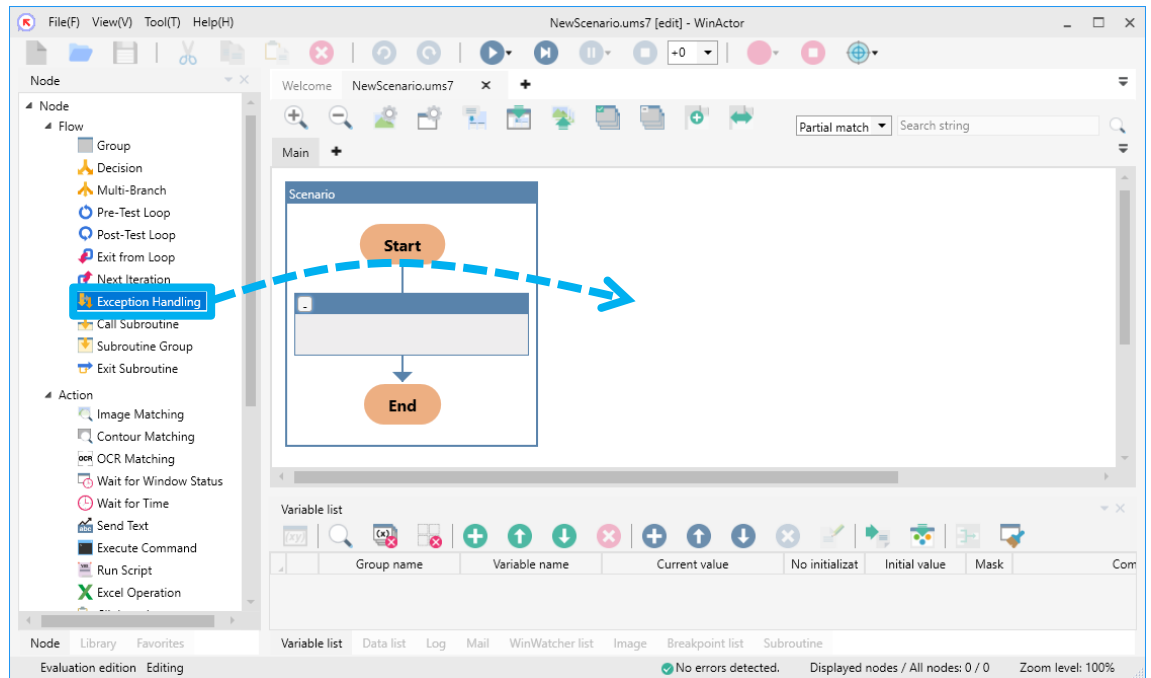 File(F) View(V) Tool(T) Help(H)
NewScenario.ums7 [edit] - WinActor
+0
Node
Welcome NewScenario.ums7
Node
Flow
Group
Decision
Multi-Branch
Pre-Test Loop
Post-Test Loop
Exit from Loop
Next Iteration
Exception Handling
Call Subroutine
Subroutine Group
Exit Subroutine
Action
Image Matching
Contour Matching
OCR OCR Matching
Wait for Window Status
Wait for Time
Send Text
Execute Command
Run Script
Excel Operation
Partial match Search string
Main
Scenario
Start
End
Variable list
Group name Variable name Current value No initializat Initial value Mask Com
Node Library Favorites
Variable list Data list Log Mail WinWatcher list Image Breakpoint list Subroutine
Evaluation edition Editing
No errors detected. Displayed nodes / All nodes: 0 / 0 Zoom level: 100%